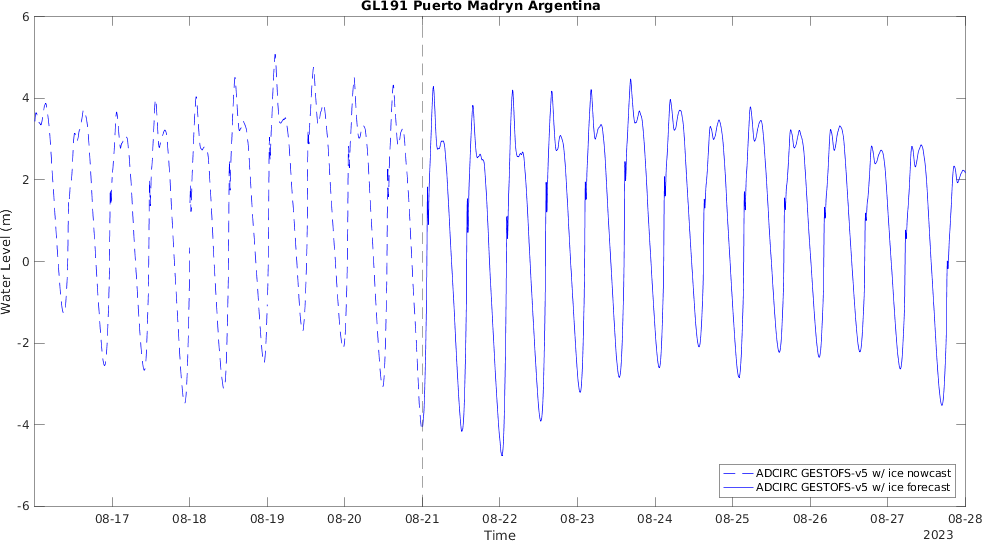 GL191 Puerto Madryn Argentina
6
4
2
0
-2
-4
-6
Water Level (m)
ADCIRC GESTOFS-v5 w/ ice nowcast
ADCIRC GESTOFS-v5 w/ ice forecast
08-17 08-18 08-19 08-20 08-21 08-22 08-23 08-24 08-25 08-26 08-27 08-28
Time 2023